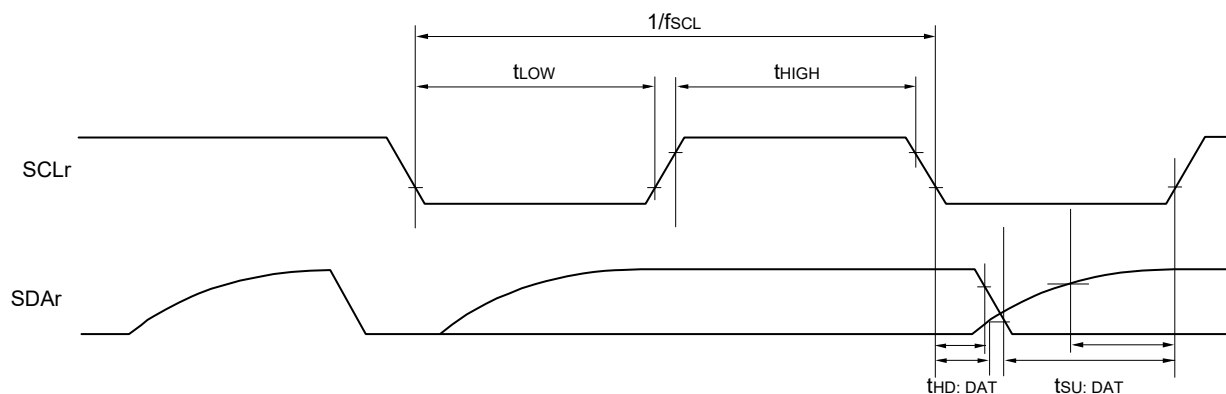 1/fSCL
tLOW
tHIGH
SCLr
SDAr
tHD: DAT
tSU: DAT